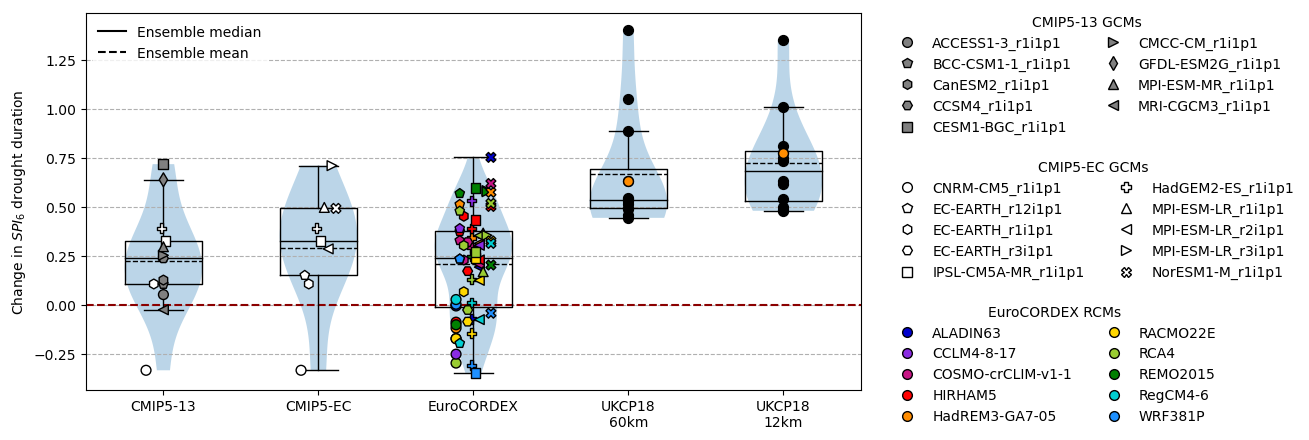 Ensemble median
Ensemble mean
Change in SPI6 drought duration
1.25
1.00
0.75
0.50
0.25
0.00
−0.25
CMIP5-13
CMIP5-EC
EuroCORDEX
UKCP18
60km
UKCP18
12km
CMIP5-13 GCMs
ACCESS1-3_r1i1p1
BCC-CSM1-1_r1i1p1
CanESM2_r1i1p1
CCSM4_r1i1p1
CESM1-BGC_r1i1p1
CMCC-CM_r1i1p1
GFDL-ESM2G_r1i1p1
MPI-ESM-MR_r1i1p1
MRI-CGCM3_r1i1p1
CMIP5-EC GCMs
CNRM-CM5_r1i1p1
EC-EARTH_r12i1p1
EC-EARTH_r1i1p1
EC-EARTH_r3i1p1
IPSL-CM5A-MR_r1i1p1
HadGEM2-ES_r1i1p1
MPI-ESM-LR_r1i1p1
MPI-ESM-LR_r2i1p1
MPI-ESM-LR_r3i1p1
NorESM1-M_r1i1p1
EuroCORDEX RCMs
ALADIN63
CCLM4-8-17
COSMO-crCLIM-v1-1
HIRHAM5
HadREM3-GA7-05
RACMO22E
RCA4
REMO2015
RegCM4-6
WRF381P